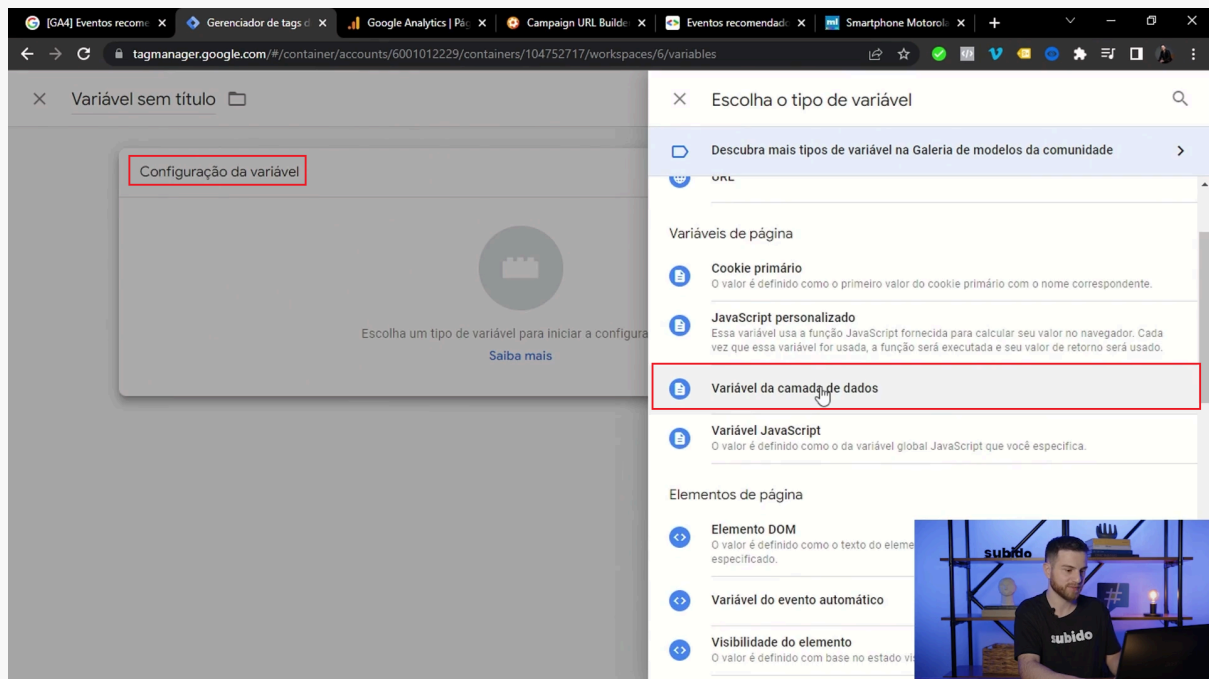 [GA4] Eventos recome
Gerenciador de tags d
Google Analytics | Pág
Campaign URL Builde
Eventos recomendado
Smartphone Motorola
tagmanager.google.com/#/container/accounts/6001012229/containers/104752717/workspaces/6/variables
Variável sem título
Configuração da variável
Escolha um tipo de variável para iniciar a configura
Saiba mais
Escolha o tipo de variável
Descubra mais tipos de variável na Galeria de modelos da comunidade
URL
Variáveis de página
Cookie primário
O valor é definido como o primeiro valor do cookie primário com o nome correspondente.
JavaScript personalizado
Essa variável usa a função JavaScript fornecida para calcular seu valor no navegador. Cada
vez que essa variável for usada, a função será executada e seu valor de retorno será usado.
Variável da camada de dados
Variável JavaScript
O valor é definido como o da variável global JavaScript que você especifica.
Elementos de página
Elemento DOM
O valor é definido como o texto do eleme
especificado.
Variável do evento automático
Visibilidade do elemento
O valor é definido com base no estado vi
subido
#
subido